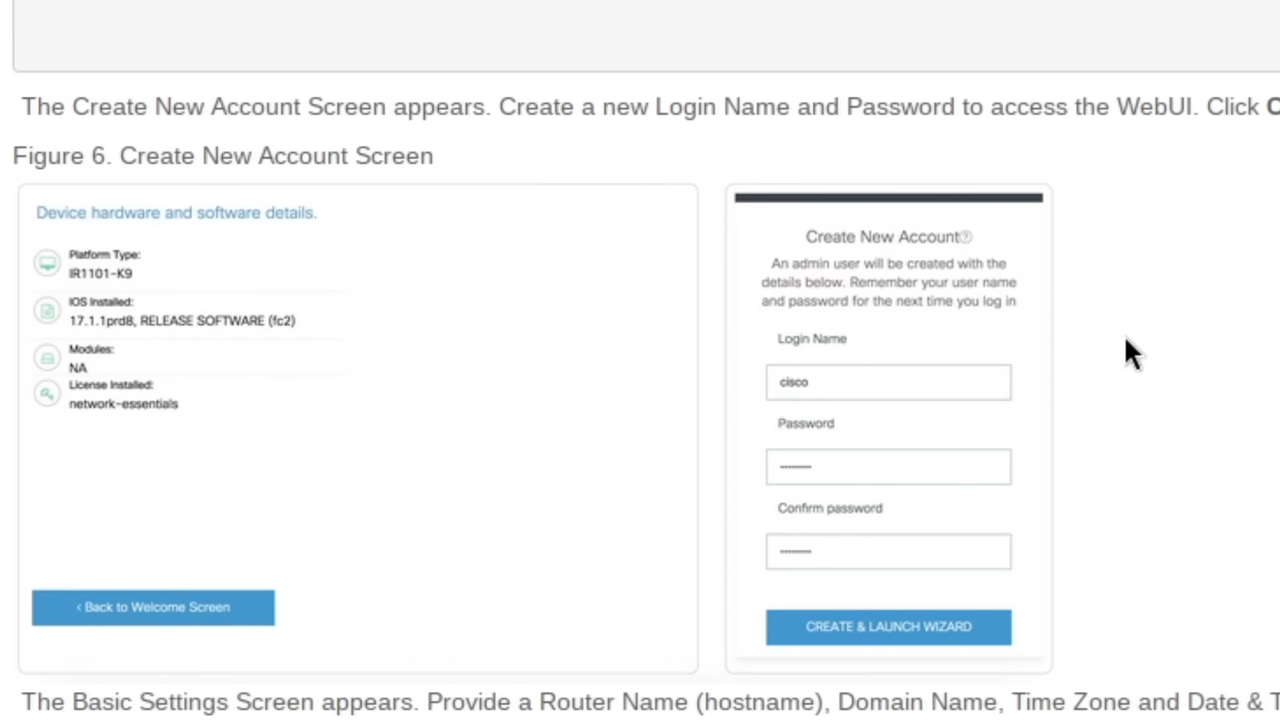 The Create New Account Screen appears. Create a new Login Name and Password to access the WebUI. Click
Figure 6. Create New Account Screen
Device hardware and software details.
Platform Type:
IR1101-K9
IOS Installed:
17.1.1prd8, RELEASE SOFTWARE (fc2)
Modules:
NA
License Installed:
network-essentials
‹ Back to Welcome Screen
Create New Account?
An admin user will be created with the
details below. Remember your user name
and password for the next time you log in
Login Name
cisco
Password
Confirm password
CREATE & LAUNCH WIZARD
The Basic Settings Screen appears. Provide a Router Name (hostname), Domain Name, Time Zone and Date &